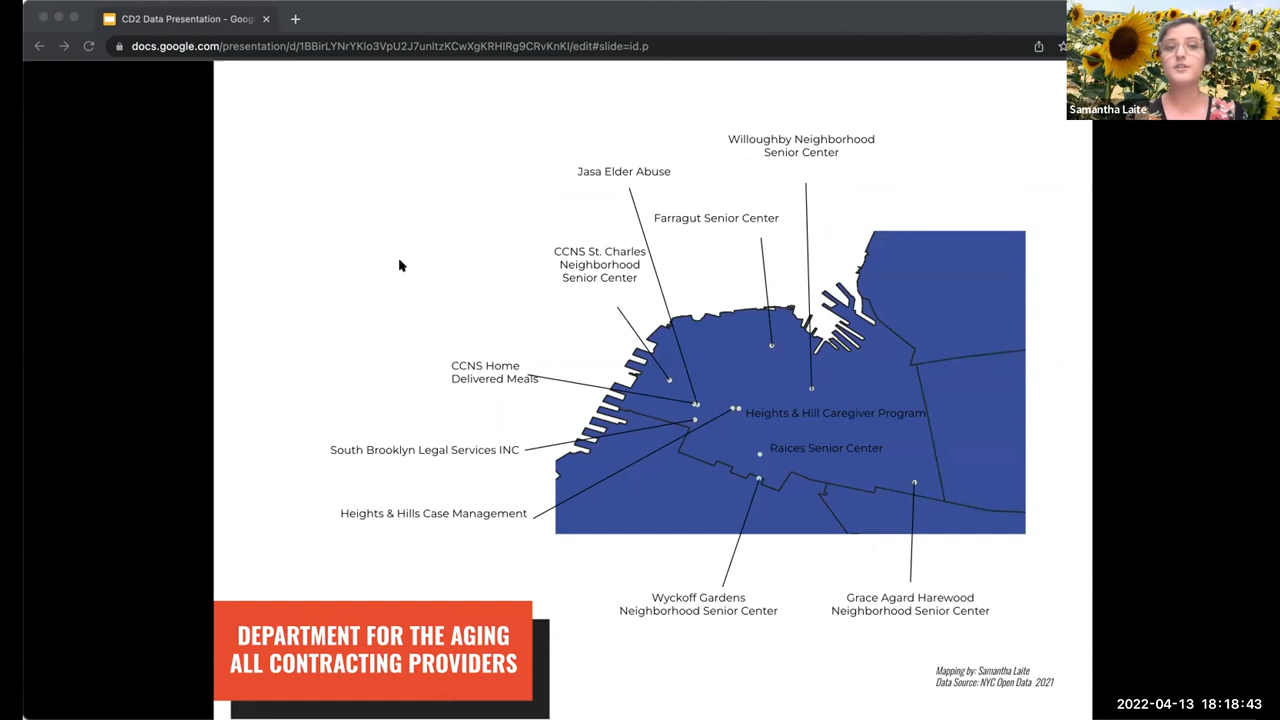 CD2 Data Presentation - Goog
docs.google.com/presentation/d/1BBirLYNrYKlo3VpU2J7unltzKCwXgKRHlRg9CRvKnKI/edit#slide=id.p
Samantha Laite
Willoughby Neighborhood
Senior Center
Jasa Elder Abuse
Farragut Senior Center
CCNS St. Charles
Neighborhood
Senior Center
CCNS Home
Delivered Meals
Heights & Hill Caregiver Program
South Brooklyn Legal Services INC
Raices Senior Center
Heights & Hills Case Management
Wyckoff Gardens
Neighborhood Senior Center
Grace Agard Harewood
Neighborhood Senior Center
DEPARTMENT FOR THE AGING
ALL CONTRACTING PROVIDERS
Mapping by: Samantha Laite
Data Source: NYC Open Data 2021
2022-04-13 18:18:43